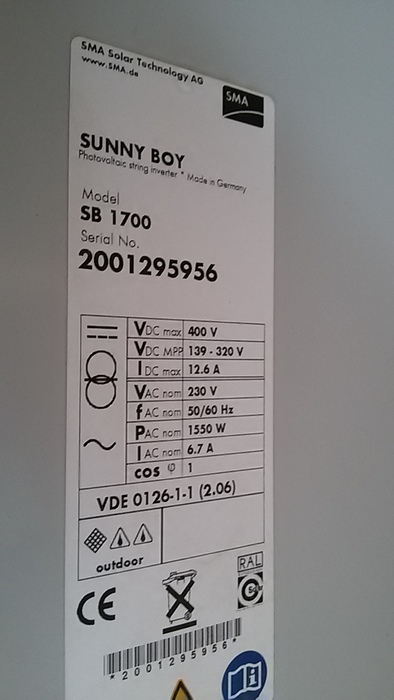 SMA Solar Technology AG
www.SMA.de
SMA
SUNNY BOY
Photovoltaic string inverter * Made in Germany
Model
SB 1700
Serial No.
2001295956
VDC max 400 V
VDC MPP 139 - 320 V
IDC max 12.6 A
VAC nom 230 V
fAC nom 50/60 Hz
PAC nom 1550 W
IAC nom 6.7 A
cos φ 1
VDE 0126-1-1 (2.06)
outdoor
CE
RAL
*2001295956*
i